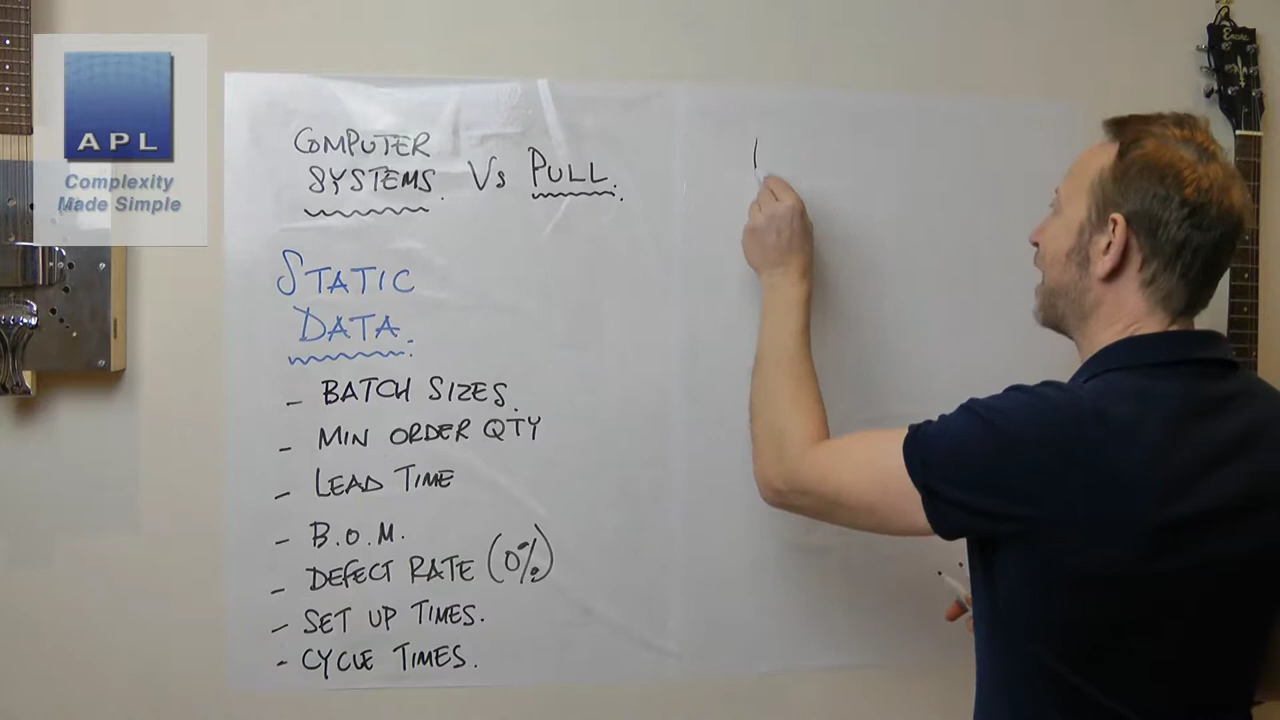 APL
Complexity
Made Simple
COMPUTER
SYSTEMS. Vs PULL.
STATIC
DATA.
- BATCH SIZES.
- MIN ORDER QTY
- LEAD TIME
- B.O.M.
- DEFECT RATE (0%)
- SET UP TIMES.
- CYCLE TIMES.
Encore